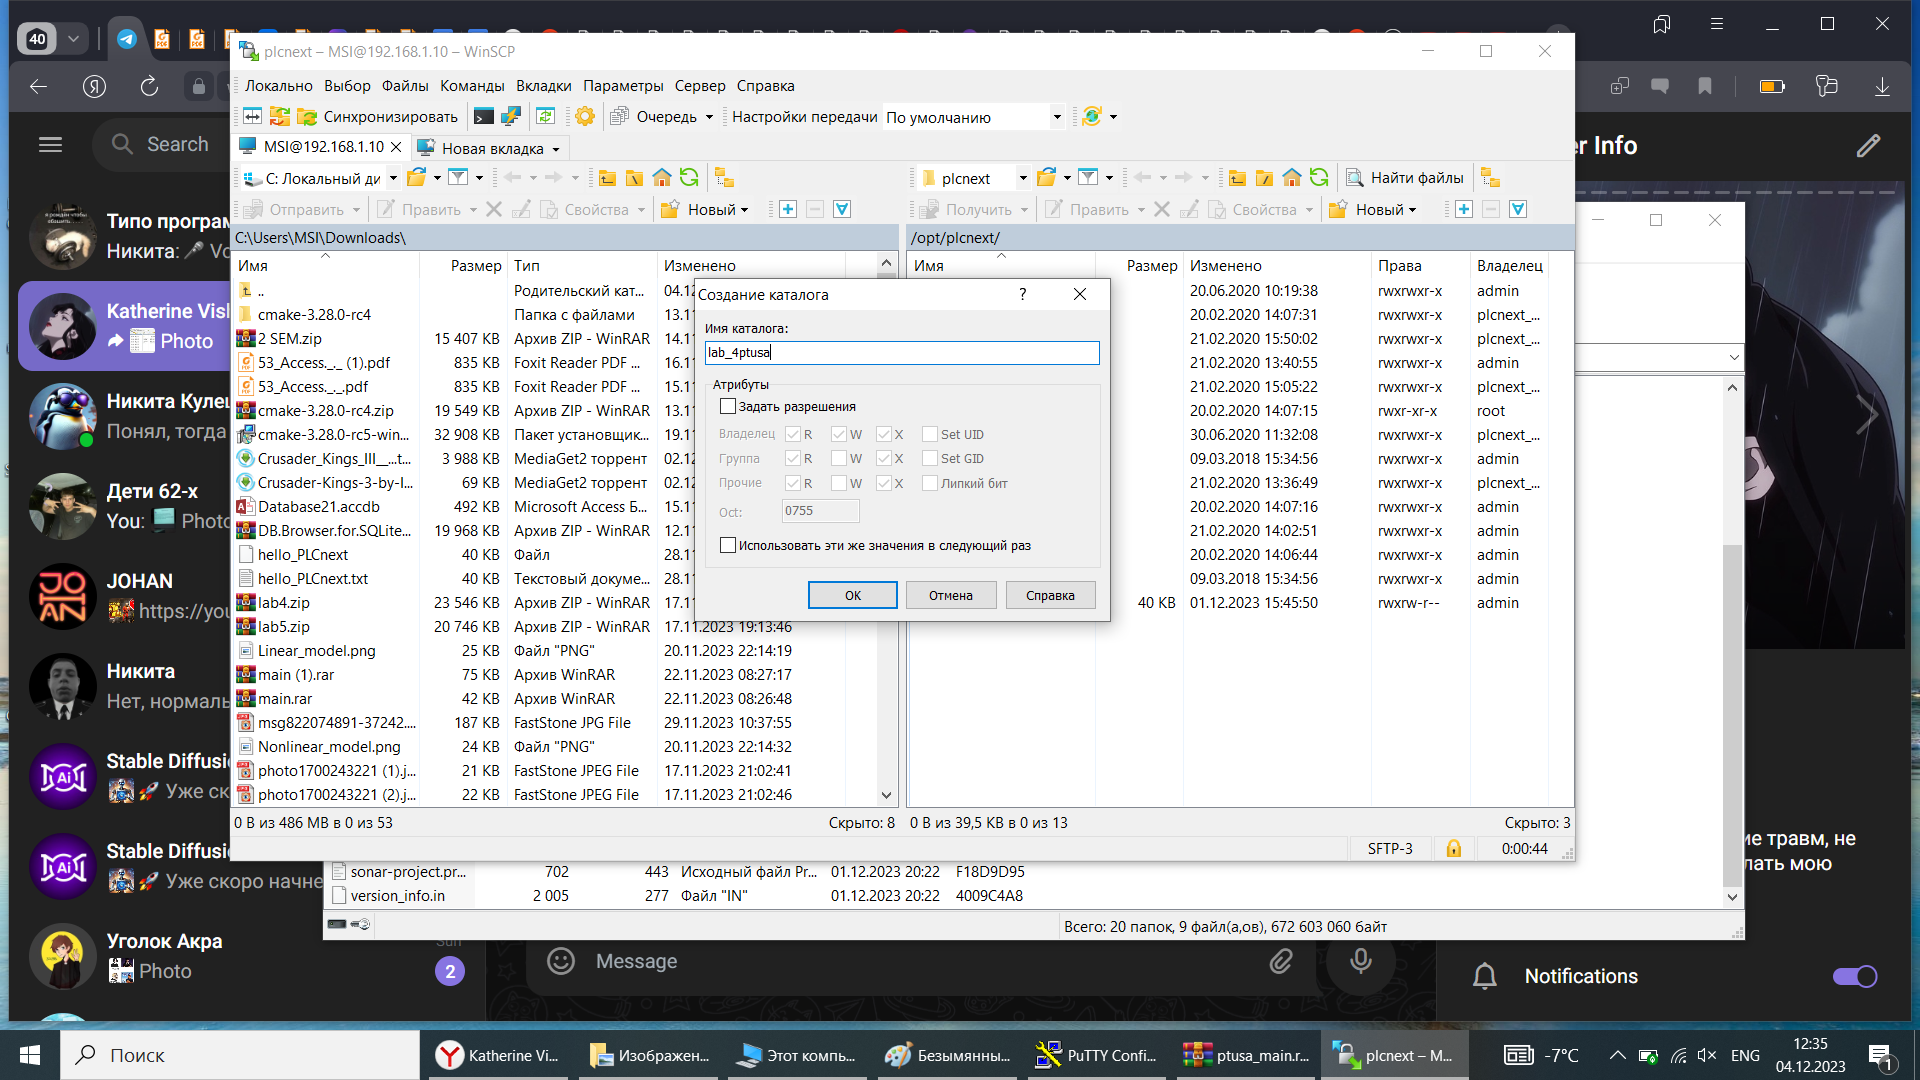 40
plcnext – MSI@192.168.1.10 – WinSCP
Локально Выбор Файлы Команды Вкладки Параметры Сервер Справка
Синхронизировать Очередь Настройки передачи По умолчанию
MSI@192.168.1.10 Новая вкладка
C: Локальный ди plcnext Найти файлы
Отправить Править Свойства Новый Получить Править Свойства Новый
C:\Users\MSI\Downloads\ /opt/plcnext/
Имя Размер Тип Изменено Имя Размер Изменено Права Владелец
.. Родительский кат... 04.12 20.06.2020 10:19:38 rwxrwxr-x admin
cmake-3.28.0-rc4 Папка с файлами 13.1 20.02.2020 14:07:31 rwxrwxr-x plcnext_...
2 SEM.zip 15 407 KB Архив ZIP - WinRAR 14.1 21.02.2020 15:50:02 rwxrwxr-x plcnext_...
53_Access._._ (1).pdf 835 KB Foxit Reader PDF ... 16.1 21.02.2020 13:40:55 rwxrwxr-x admin
53_Access._._.pdf 835 KB Foxit Reader PDF ... 15.1 21.02.2020 15:05:22 rwxrwxr-x plcnext_...
cmake-3.28.0-rc4.zip 19 549 KB Архив ZIP - WinRAR 13.1 20.02.2020 14:07:15 rwxr-xr-x root
cmake-3.28.0-rc5-win... 32 908 KB Пакет установщик... 19.1 30.06.2020 11:32:08 rwxrwxr-x plcnext_...
Crusader_Kings_III__...t... 3 988 KB MediaGet2 торрент 02.12 09.03.2018 15:34:56 rwxrwxr-x admin
Crusader-Kings-3-by-I... 69 KB MediaGet2 торрент 02.12 21.02.2020 13:36:49 rwxrwxr-x plcnext_...
Database21.accdb 492 KB Microsoft Access Б... 15.1 20.02.2020 14:07:16 rwxrwxr-x admin
DB.Browser.for.SQLite... 19 968 KB Архив ZIP - WinRAR 12.1 21.02.2020 14:02:51 rwxrwxr-x admin
hello_PLCnext 40 KB Файл 28.1 20.02.2020 14:06:44 rwxrwxr-x admin
hello_PLCnext.txt 40 KB Текстовый докуме... 28.1 09.03.2018 15:34:56 rwxrwxr-x admin
lab4.zip 23 546 KB Архив ZIP - WinRAR 17.1 40 KB 01.12.2023 15:45:50 rwxrw-r-- admin
lab5.zip 20 746 KB Архив ZIP - WinRAR 17.11.2023 19:13:46
Linear_model.png 25 KB Файл "PNG" 20.11.2023 22:14:19
main (1).rar 75 KB Архив WinRAR 22.11.2023 08:27:17
main.rar 42 KB Архив WinRAR 22.11.2023 08:26:48
msg822074891-37242.... 187 KB FastStone JPG File 29.11.2023 10:37:55
Nonlinear_model.png 24 KB Файл "PNG" 20.11.2023 22:14:32
photo1700243221 (1).j... 21 KB FastStone JPEG File 17.11.2023 21:02:41
photo1700243221 (2).j... 22 KB FastStone JPEG File 17.11.2023 21:02:46
0 B из 486 MB в 0 из 53 Скрыто: 8 0 B из 39,5 KB в 0 из 13 Скрыто: 3
SFTP-3 0:00:44
Создание каталога ?
Имя каталога:
lab_4ptusa
Атрибуты
Задать разрешения
Владелец R W X Set UID
Группа R W X Set GID
Прочие R W X Липкий бит
Oct: 0755
Использовать эти же значения в следующий раз
ОК Отмена Справка
sonar-project.pr... 702 443 Исходный файл Pr... 01.12.2023 20:22 F18D9D95
version_info.in 2 005 277 Файл "IN" 01.12.2023 20:22 4009C4A8
Всего: 20 папок, 9 файл(а,ов), 672 603 060 байт
Search
Типо програм
Никита: Vo
Katherine Vis
Photo
Никита Куле
Понял, тогда
Дети 62-х
You: Photo
JOHAN
https://you
Никита
Нет, нормаль
Stable Diffusi
Уже ск
Stable Diffusi
Уже скоро начне
Уголок Акра
Sun
Photo
2
er Info
ие травм, не
лать мою
Message
Notifications
Поиск
Katherine Vi...
Изображен...
Этот компь...
Безымянны...
PuTTY Confi...
ptusa_main.r...
plcnext – M...
-7°C
ENG
12:35
04.12.2023
1